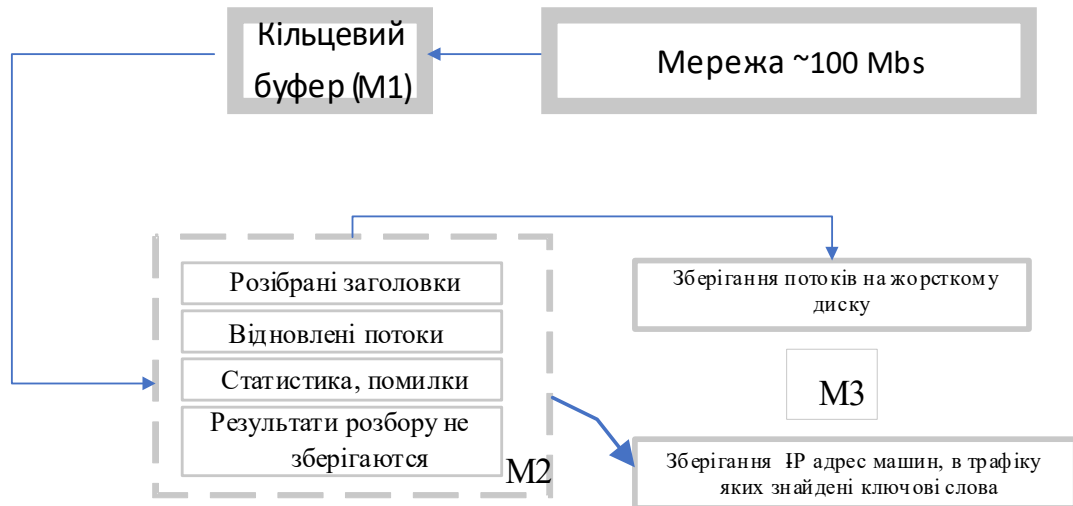 Кільцевий
буфер (М1)
Мережа ~100 Mbs
Розібрані заголовки
Відновлені потоки
Статистика, помилки
Результати розбору не
зберігаются
М2
Зберігання потоків на жорсткому
диску
М3
Зберігання IP адрес машин, в трафіку
яких знайдені ключові слова